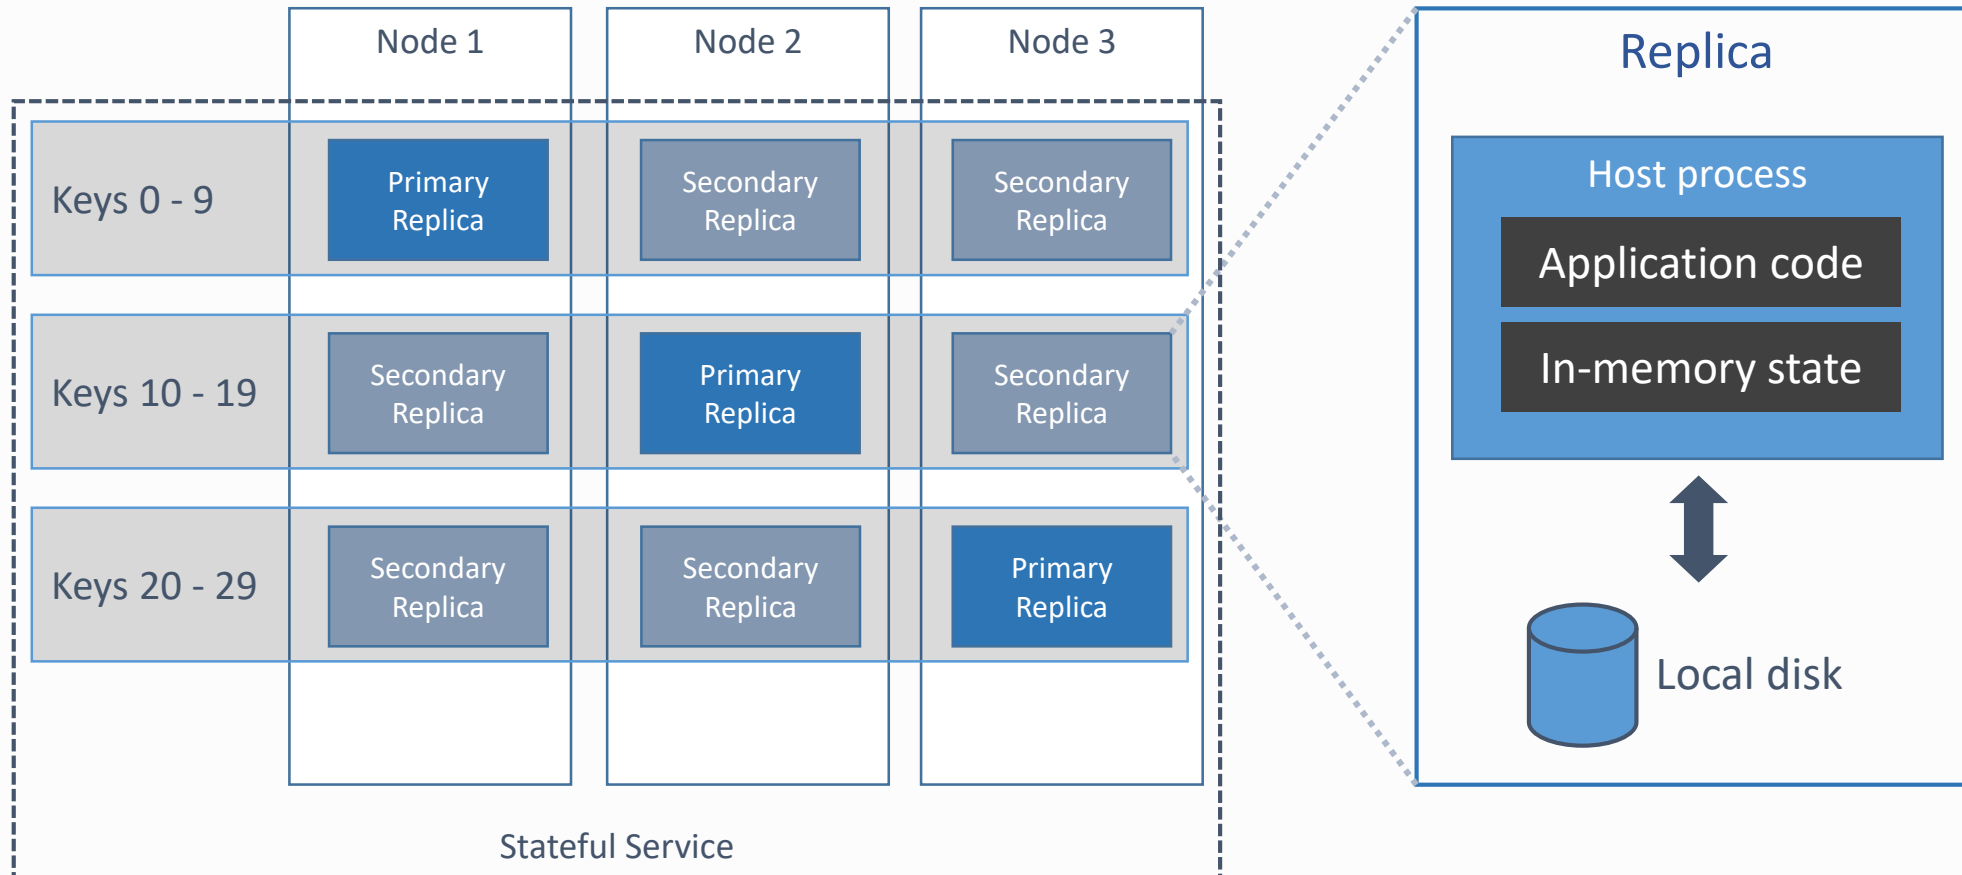 Node 1
Node 2
Node 3
Keys 0 - 9
Primary
Replica
Secondary
Replica
Secondary
Replica
Keys 10 - 19
Secondary
Replica
Primary
Replica
Secondary
Replica
Keys 20 - 29
Secondary
Replica
Secondary
Replica
Primary
Replica
Stateful Service
Replica
Host process
Application code
In-memory state
Local disk